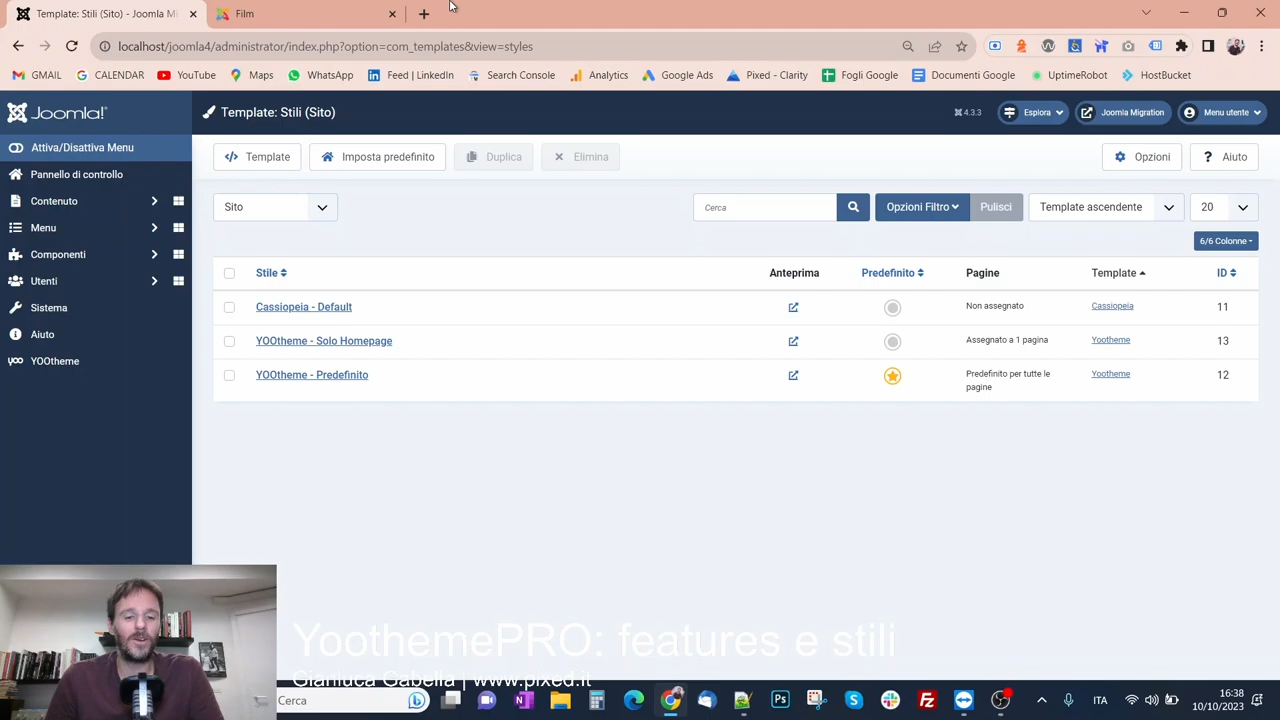 Template: Stili (Sito) - Joomla Mi
Film
localhost/joomla4/administrator/index.php?option=com_templates&view=styles
GMAIL
CALENDAR
YouTube
Maps
WhatsApp
Feed | LinkedIn
Search Console
Analytics
Google Ads
Pixed - Clarity
Fogli Google
Documenti Google
UptimeRobot
HostBucket
Joomla!
Template: Stili (Sito)
4.3.3
Esplora
Joomla Migration
Menu utente
Attiva/Disattiva Menu
Pannello di controllo
Contenuto
Menu
Componenti
Utenti
Sistema
Aiuto
YOOtheme
Template
Imposta predefinito
Duplica
Elimina
Opzioni
? Aiuto
Sito
Cerca
Opzioni Filtro
Pulisci
Template ascendente
20
6/6 Colonne
Stile
Anteprima
Predefinito
Pagine
Template
ID
Cassiopeia - Default
Non assegnato
Cassiopeia
11
YOOtheme - Solo Homepage
Assegnato a 1 pagina
Yootheme
13
YOOtheme - Predefinito
Predefinito per tutte le
pagine
Yootheme
12
YoothemePRO: features e stili
Gianluca Gabella | www.pixed.it
Cerca
ITA
16:38
10/10/2023